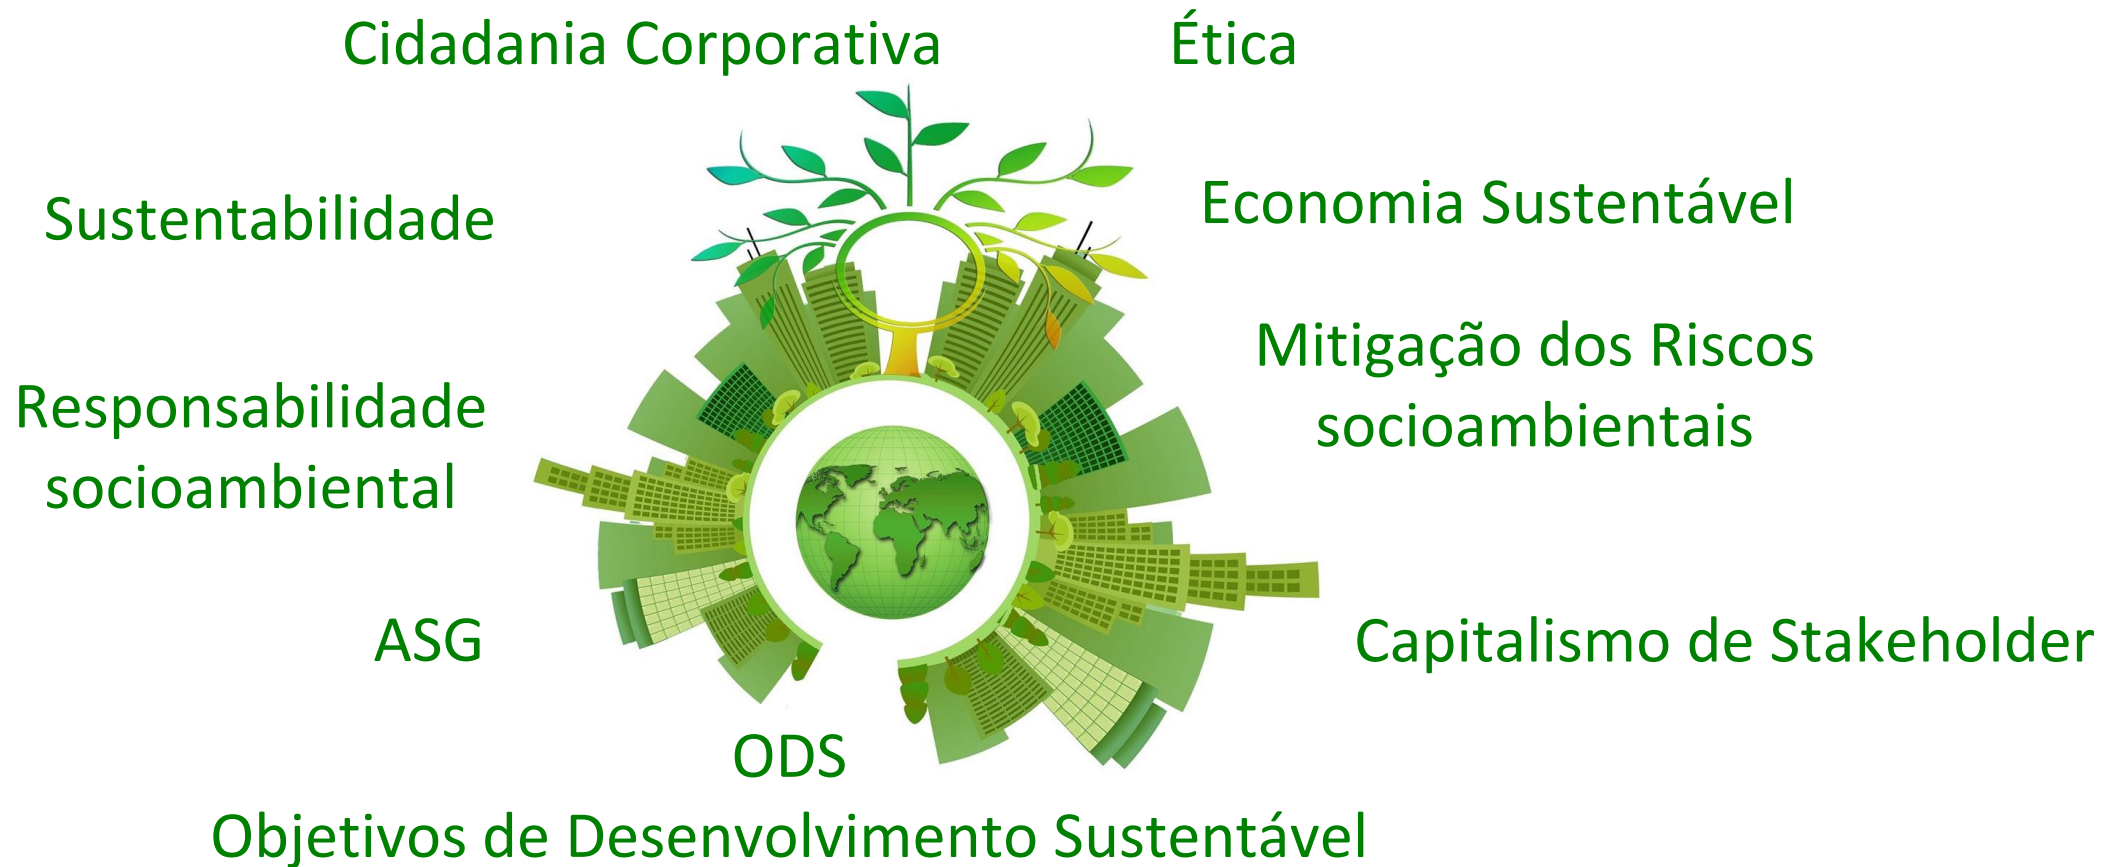 Cidadania Corporativa
Ética
Sustentabilidade
Economia Sustentável
Mitigação dos Riscos
socioambientais
Responsabilidade
socioambiental
ASG
Capitalismo de Stakeholder
ODS
Objetivos de Desenvolvimento Sustentável